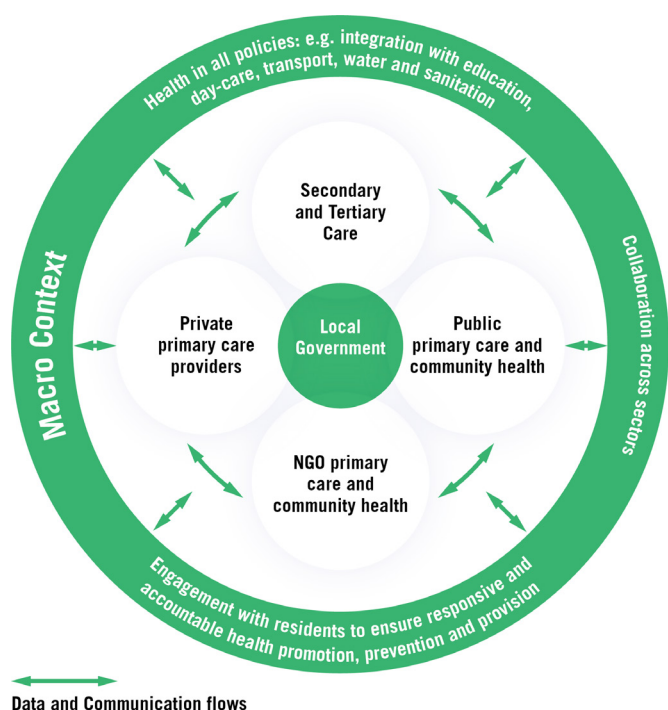 Health in all policies: e.g. integration with education,
day-care, transport, water and sanitation
Secondary
and Tertiary
Care
Macro Context
Private
primary care
providers
Local
Government
Public
primary care and
community health
Collaboration across
sectors
NGO primary
care and
community health
Engagement with residents to ensure responsive and
accountable health promotion, prevention and provision
Data and Communication flows